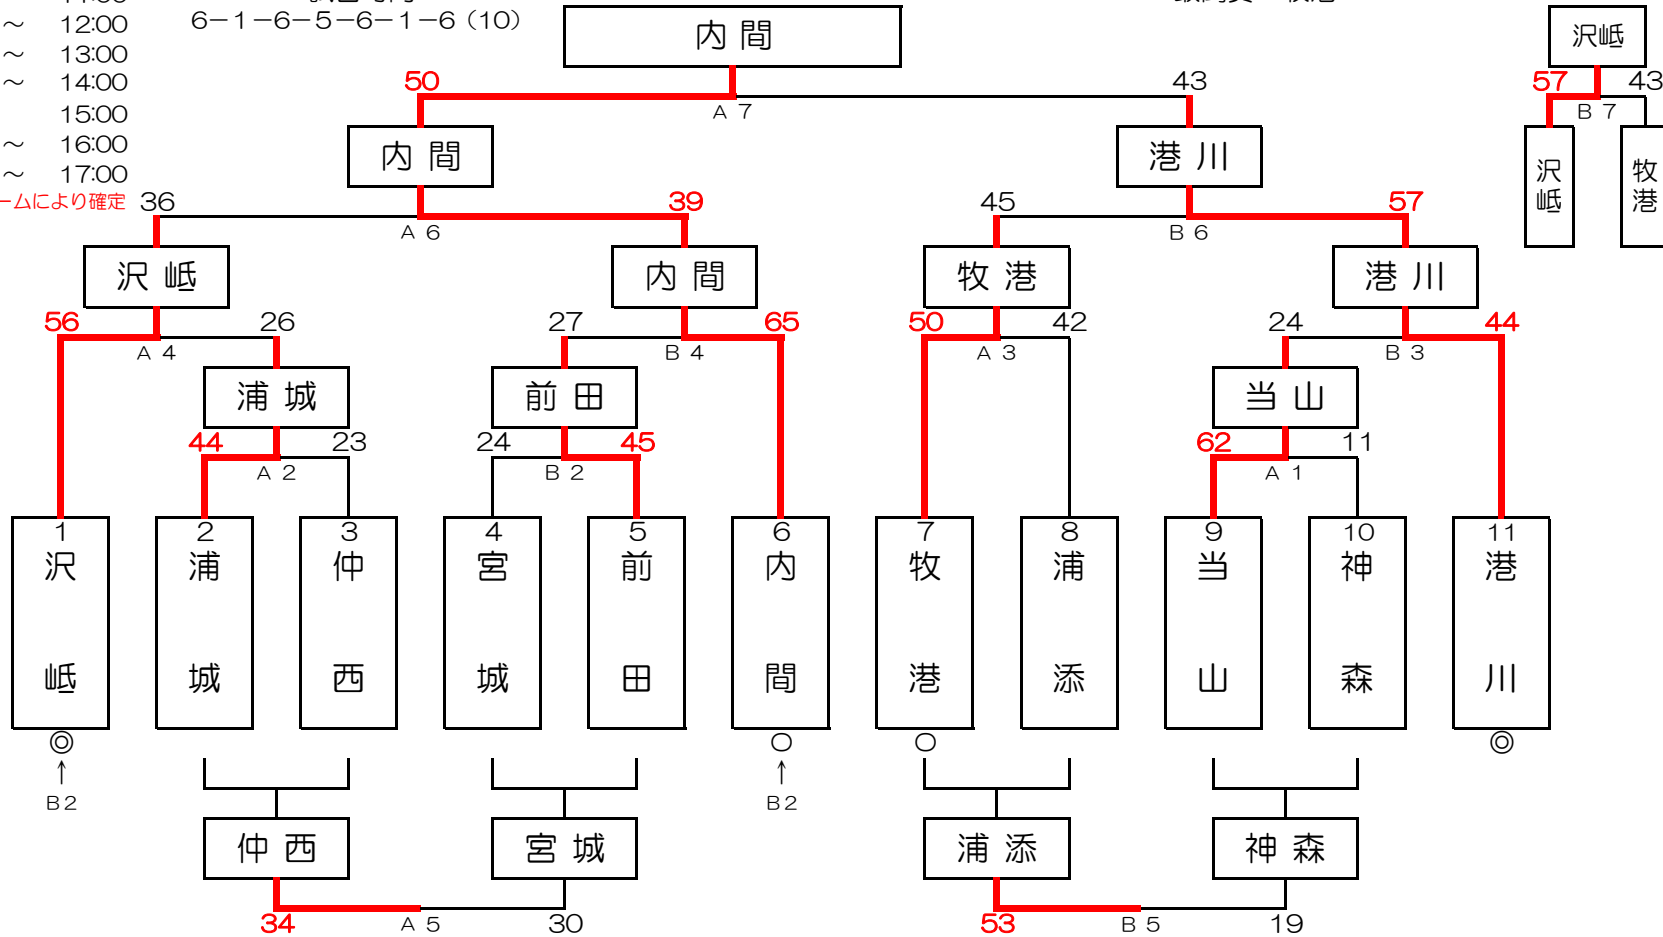 ～ 12:00 6－1－6－5－6－1－6（10）
内間
沢岻
～ 13:00
～ 14:00
50
43
57
43
A 7
B 7
15:00
～ 16:00
内間
港川
～ 17:00
沢岻
牧港
ームにより確定
36
39
45
57
A 6
B 6
沢岻
内間
牧港
港川
56
26
27
65
50
42
24
44
A 4
B 4
A 3
B 3
浦城
前田
当山
44
23
24
45
62
11
A 2
B 2
A 1
1
2
3
4
5
6
7
8
9
10
11
沢岻
浦城
仲西
宮城
前田
内間
牧港
浦添
当山
神森
港川
◎
○
○
◎
↑
↑
B2
B2
仲西
宮城
浦添
神森
34
A 5
30
53
B 5
19